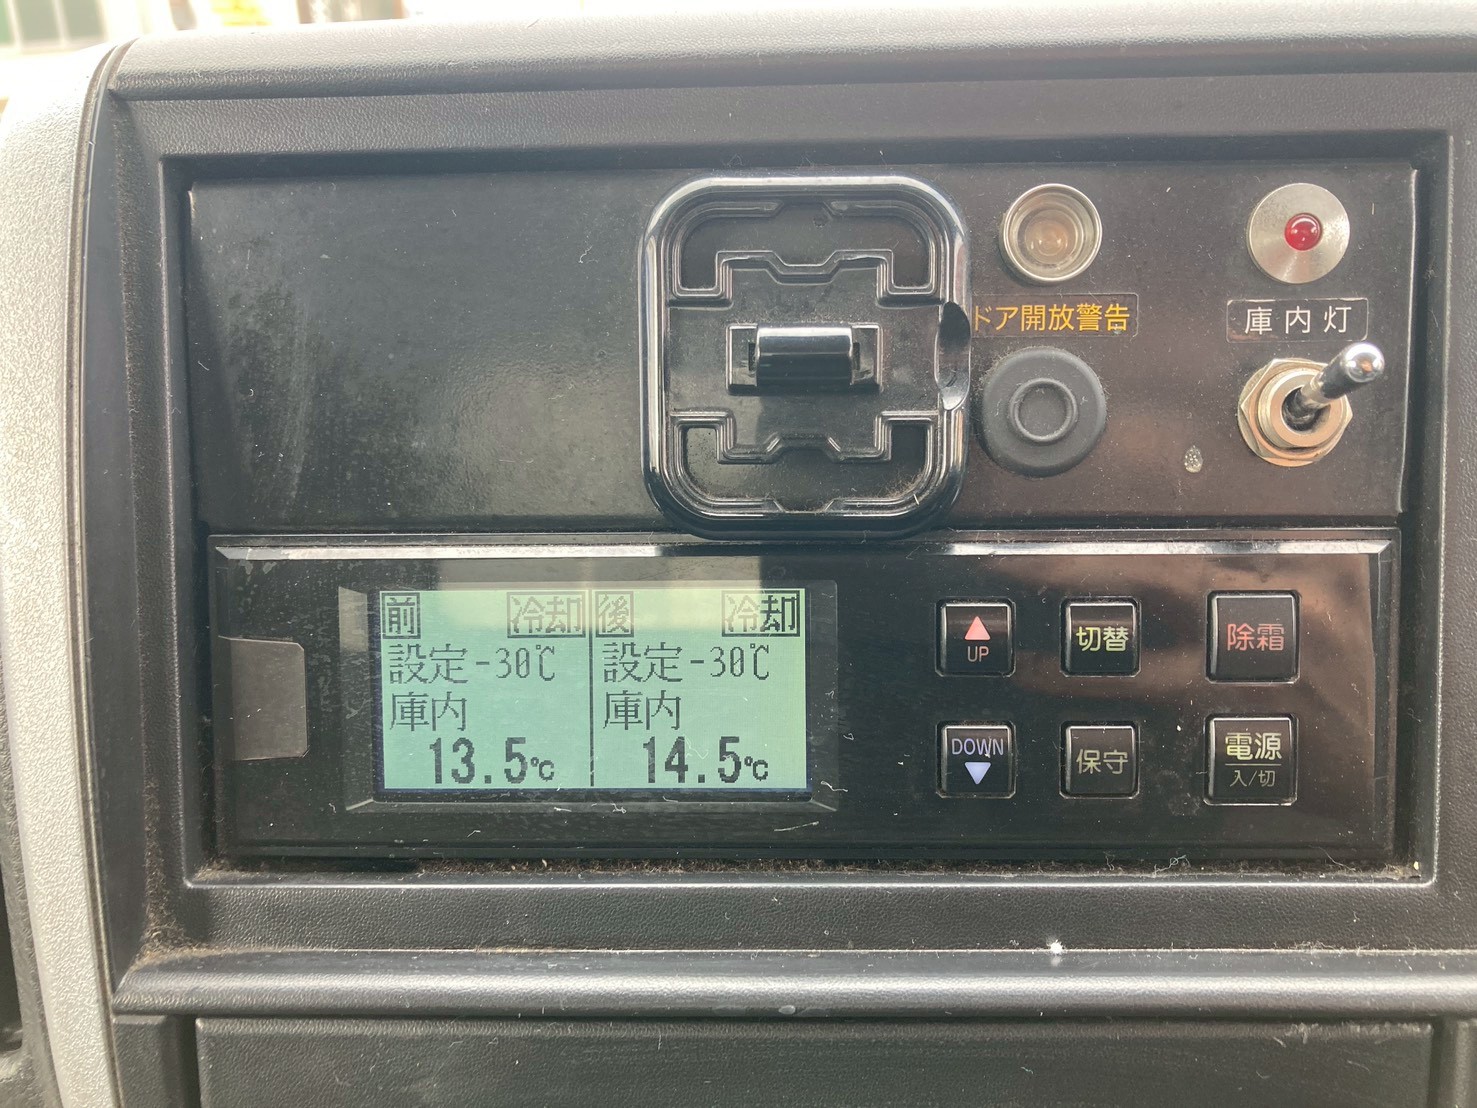 ドア開放警告
庫内灯
前 冷却 後 冷却
設定-30℃ 設定-30℃
庫内 庫内
13.5℃ 14.5℃
UP
切替
除霜
DOWN
保守
電源
入/切